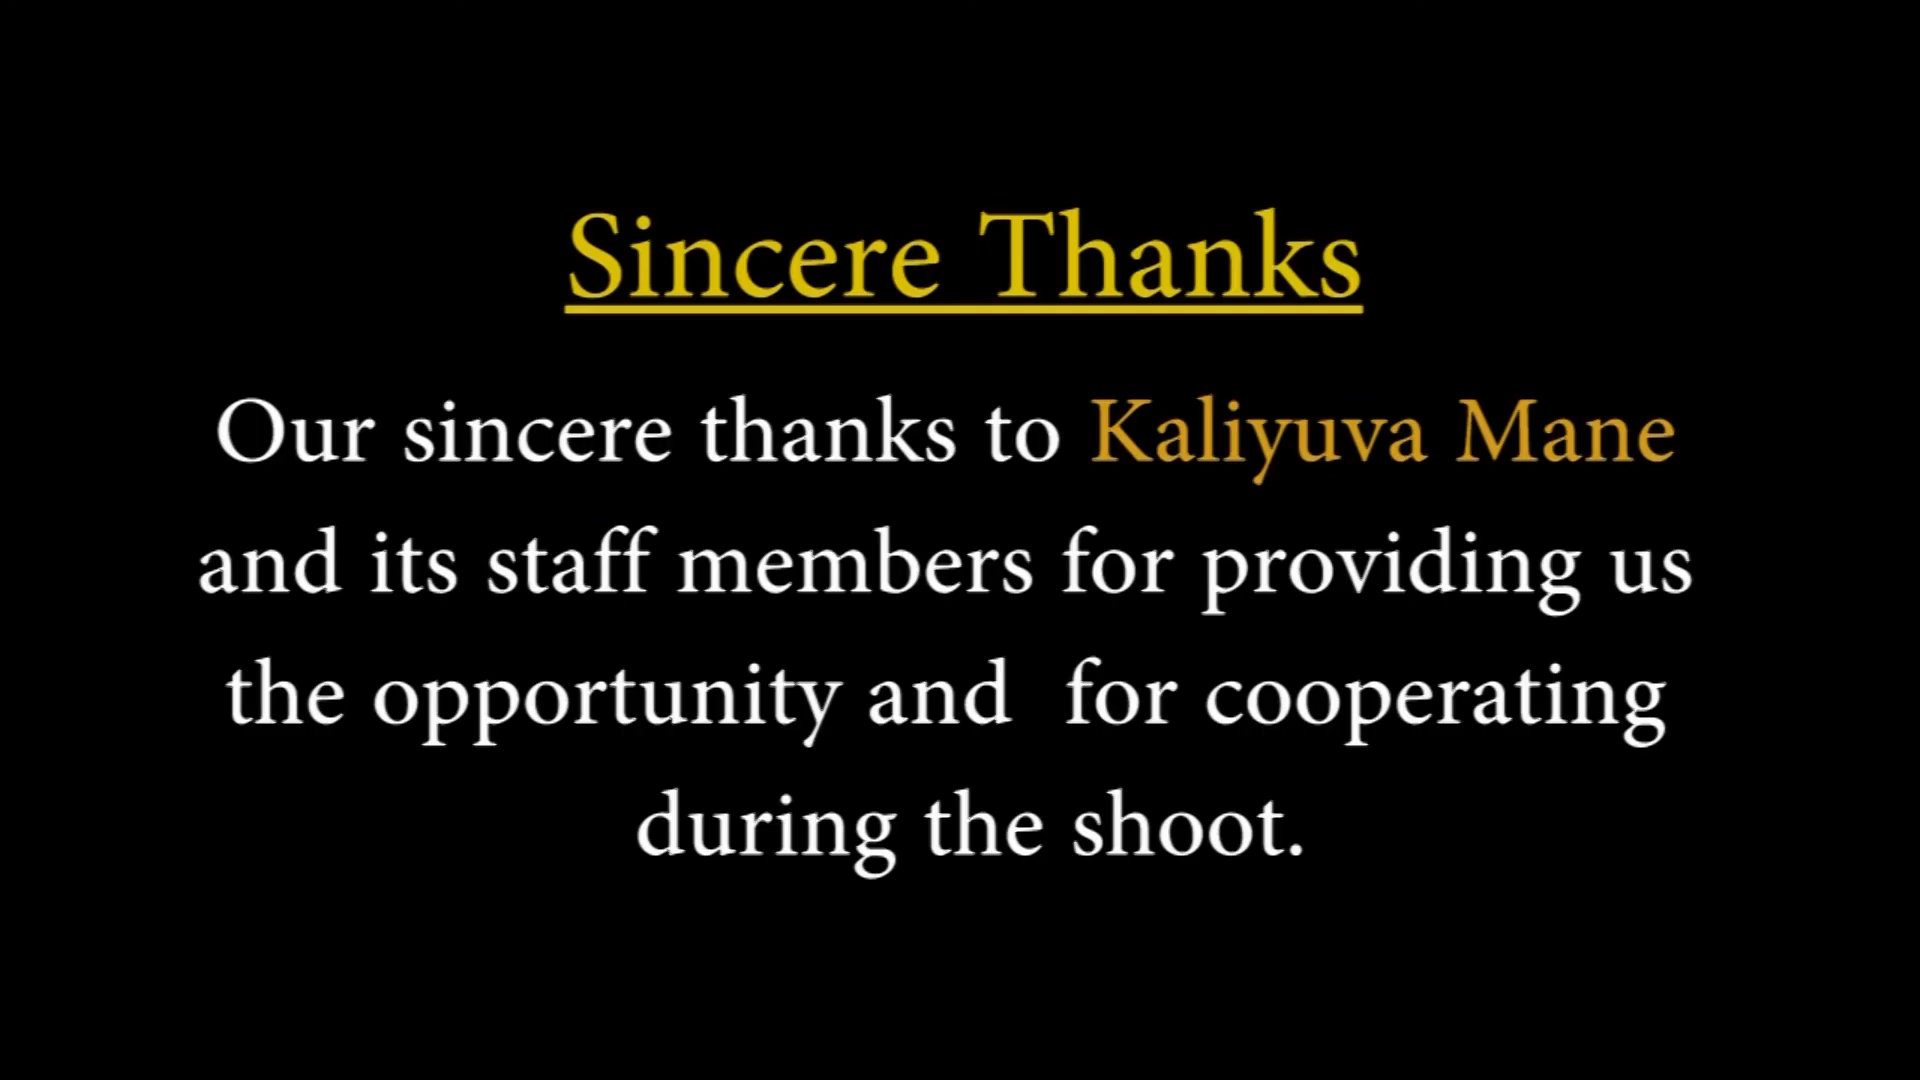 Sincere Thanks
Our sincere thanks to Kaliyuva Mane
and its staff members for providing us
the opportunity and  for cooperating
during the shoot.